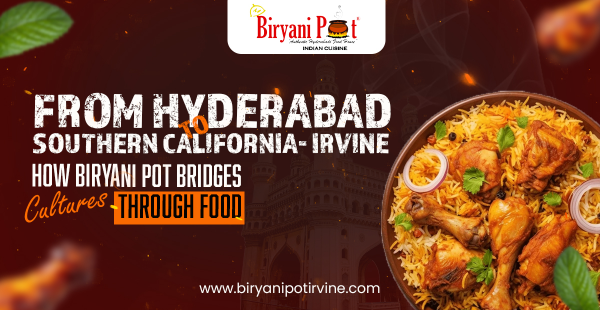 Biryani Pot
Authentic Hyderabadi Food House
INDIAN CUISINE
FROM HYDERABAD
TO
SOUTHERN CALIFORNIA- IRVINE
HOW BIRYANI POT BRIDGES
Cultures THROUGH FOOD
www.biryanipotirvine.com